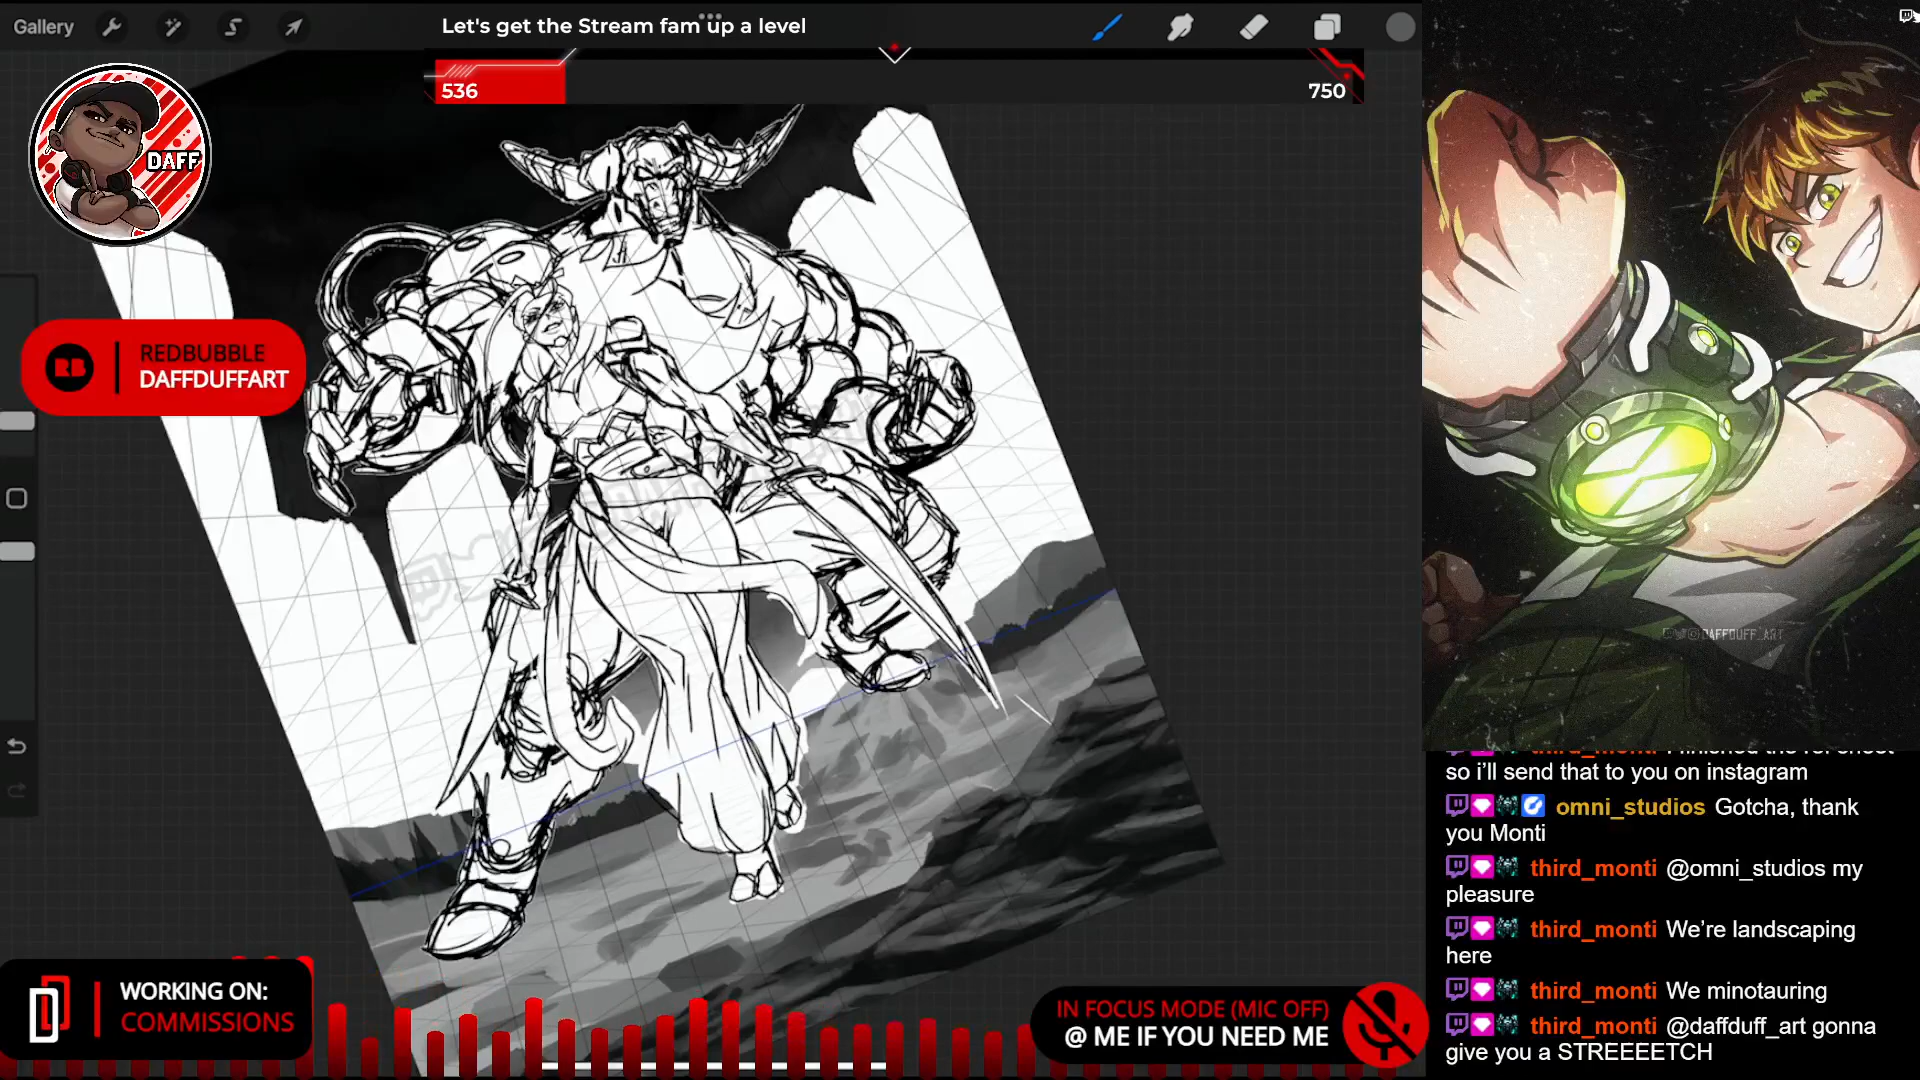 Gallery
Let's get the Stream fam up a level
536
750
DAFF
RB
REDBUBBLE
DAFFDUFFART
@DAFFDUFF_ART
so i'll send that to you on instagram
omni_studios Gotcha, thank
you Monti
third_monti @omni_studios my
pleasure
third_monti We're landscaping
here
third_monti We minotauring
third_monti @daffduff_art gonna
give you a STREEEETCH
WORKING ON:
COMMISSIONS
IN FOCUS MODE (MIC OFF)
@ ME IF YOU NEED ME